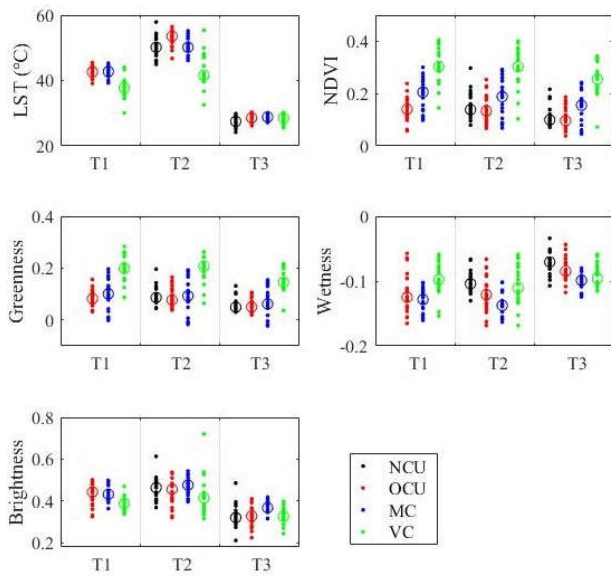 LST (°C)
60
40
20
T1 T2 T3
NDVI
0.4
0.2
0
T1 T2 T3
Greenness
0.4
0.2
0
T1 T2 T3
Wetness
-0
-0.1
-0.2
T1 T2 T3
Brightness
0.8
0.6
0.4
0.2
T1 T2 T3
NCU
OCU
MC
VC